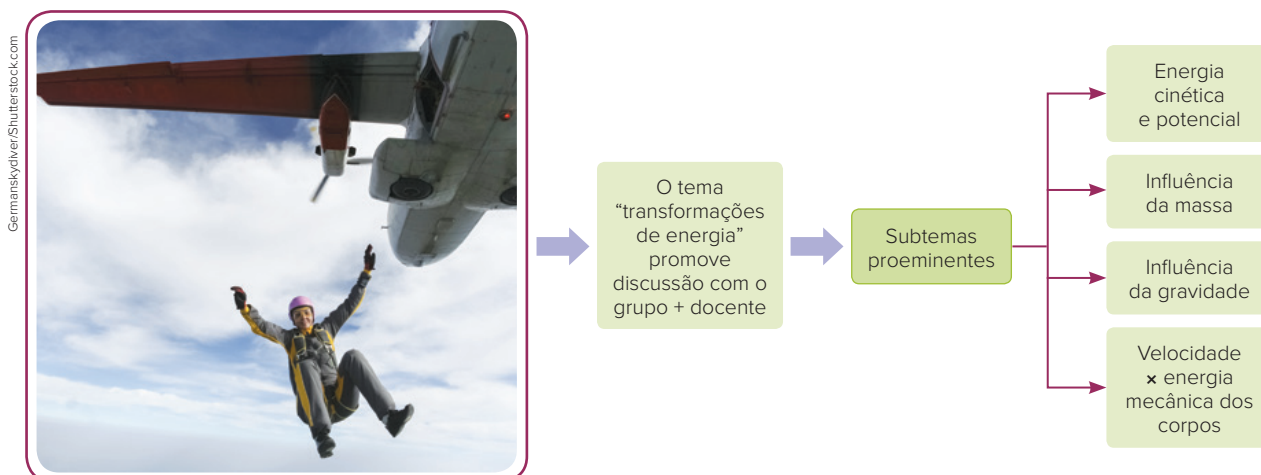 Germanskydiver/Shutterstock.com
O tema
“transformações
de energia”
promove
discussão com o
grupo + docente
Subtemas
proeminentes
Energia
cinética
e potencial
Influência
da massa
Influência
da gravidade
Velocidade
× energia
mecânica dos
corpos